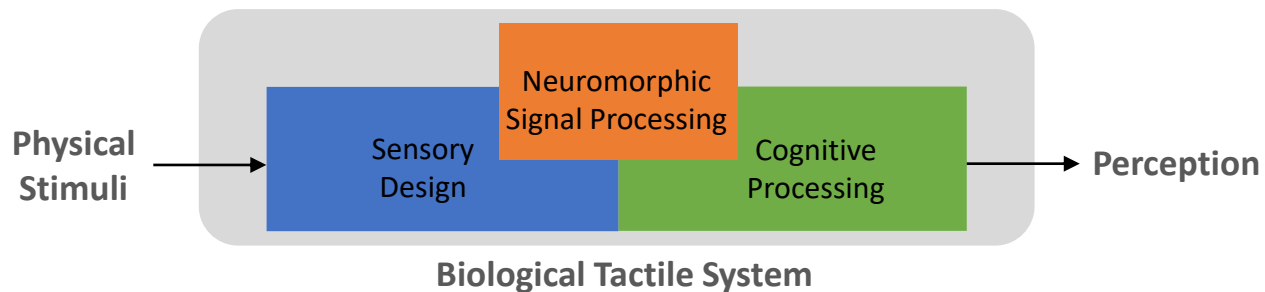 Neuromorphic
Signal Processing
Physical
Stimuli
Sensory
Design
Cognitive
Processing
Perception
Biological Tactile System